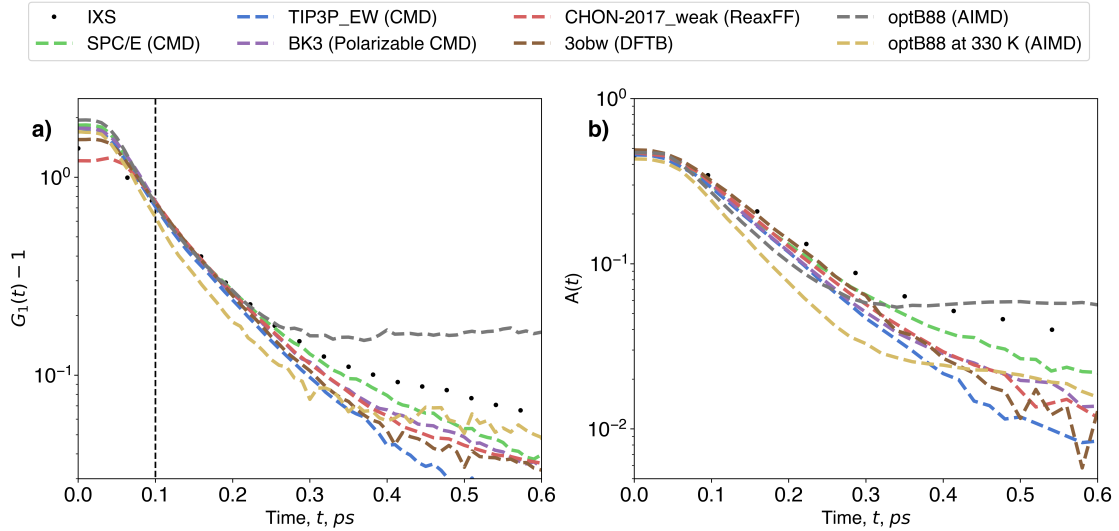 IXS TIP3P_EW (CMD) CHON-2017_weak (ReaxFF) optB88 (AIMD)
SPC/E (CMD) BK3 (Polarizable CMD) 3obw (DFTB) optB88 at 330 K (AIMD)
a)
10⁰
10⁻¹
G₁(t) − 1
0.0 0.1 0.2 0.3 0.4 0.5 0.6
Time, t, ps
b)
10⁰
10⁻¹
10⁻²
A(t)
0.0 0.1 0.2 0.3 0.4 0.5 0.6
Time, t, ps